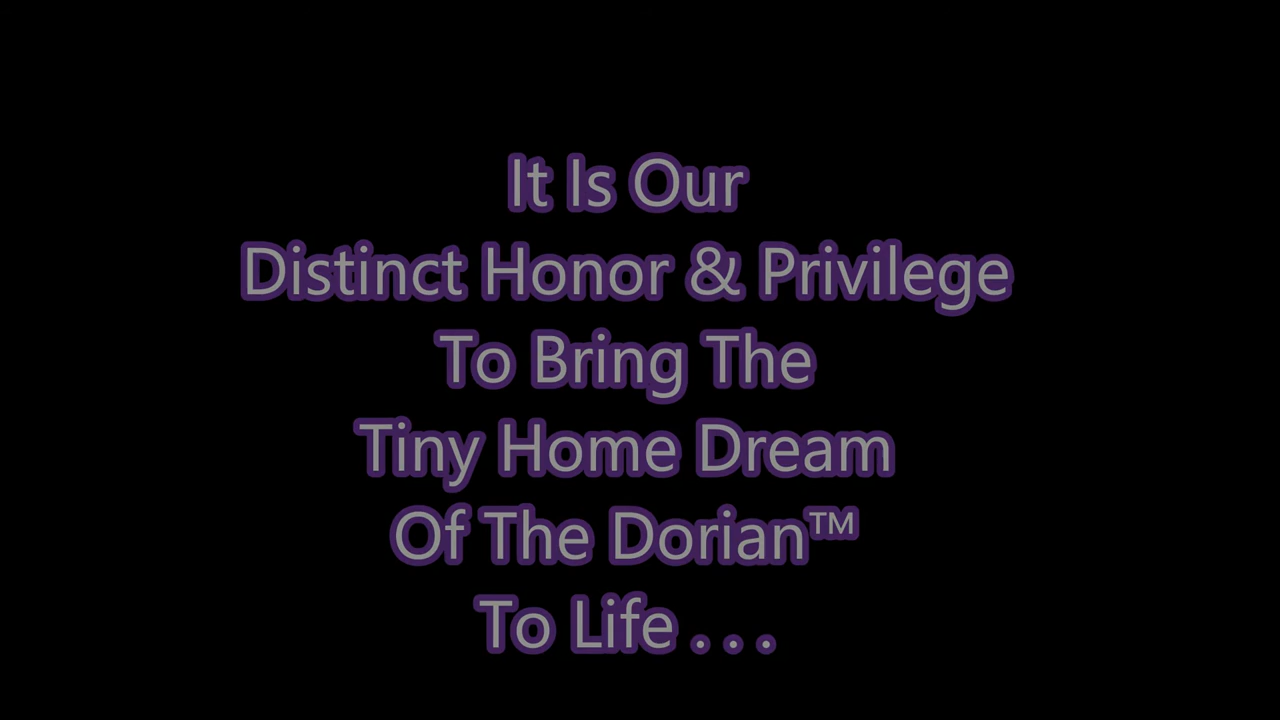 It Is Our
Distinct Honor & Privilege
To Bring The
Tiny Home Dream
Of The Dorian™
To Life . . .